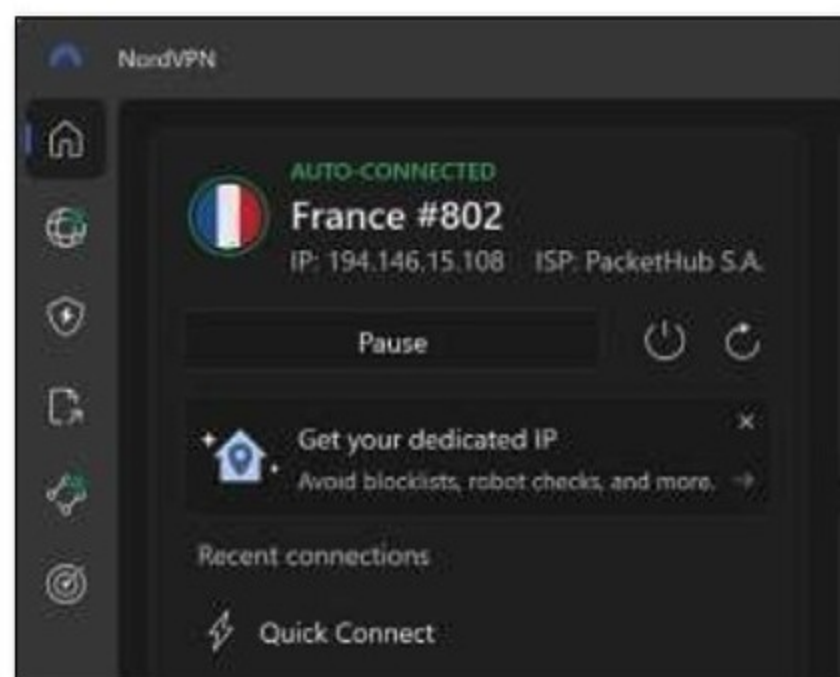 NordVPN
AUTO-CONNECTED
France #802
IP: 194.146.15.108 ISP: PacketHub S.A.
Pause
Get your dedicated IP
Avoid blocklists, robot checks, and more.
Recent connections
Quick Connect